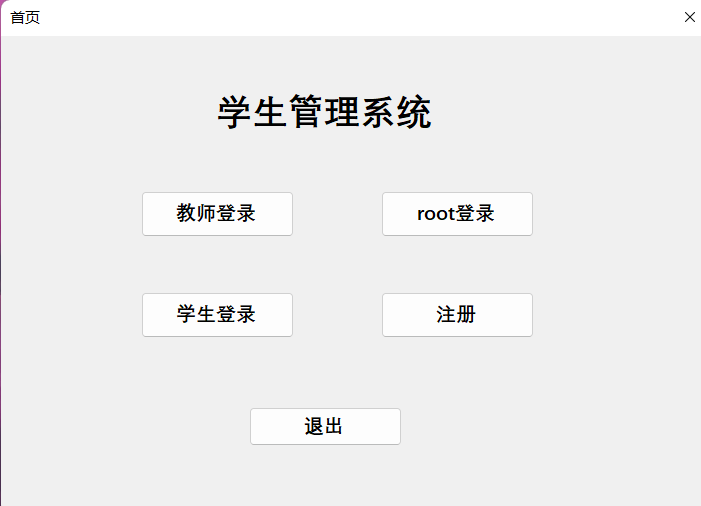 首页
学生管理系统
教师登录
root登录
学生登录
注册
退出